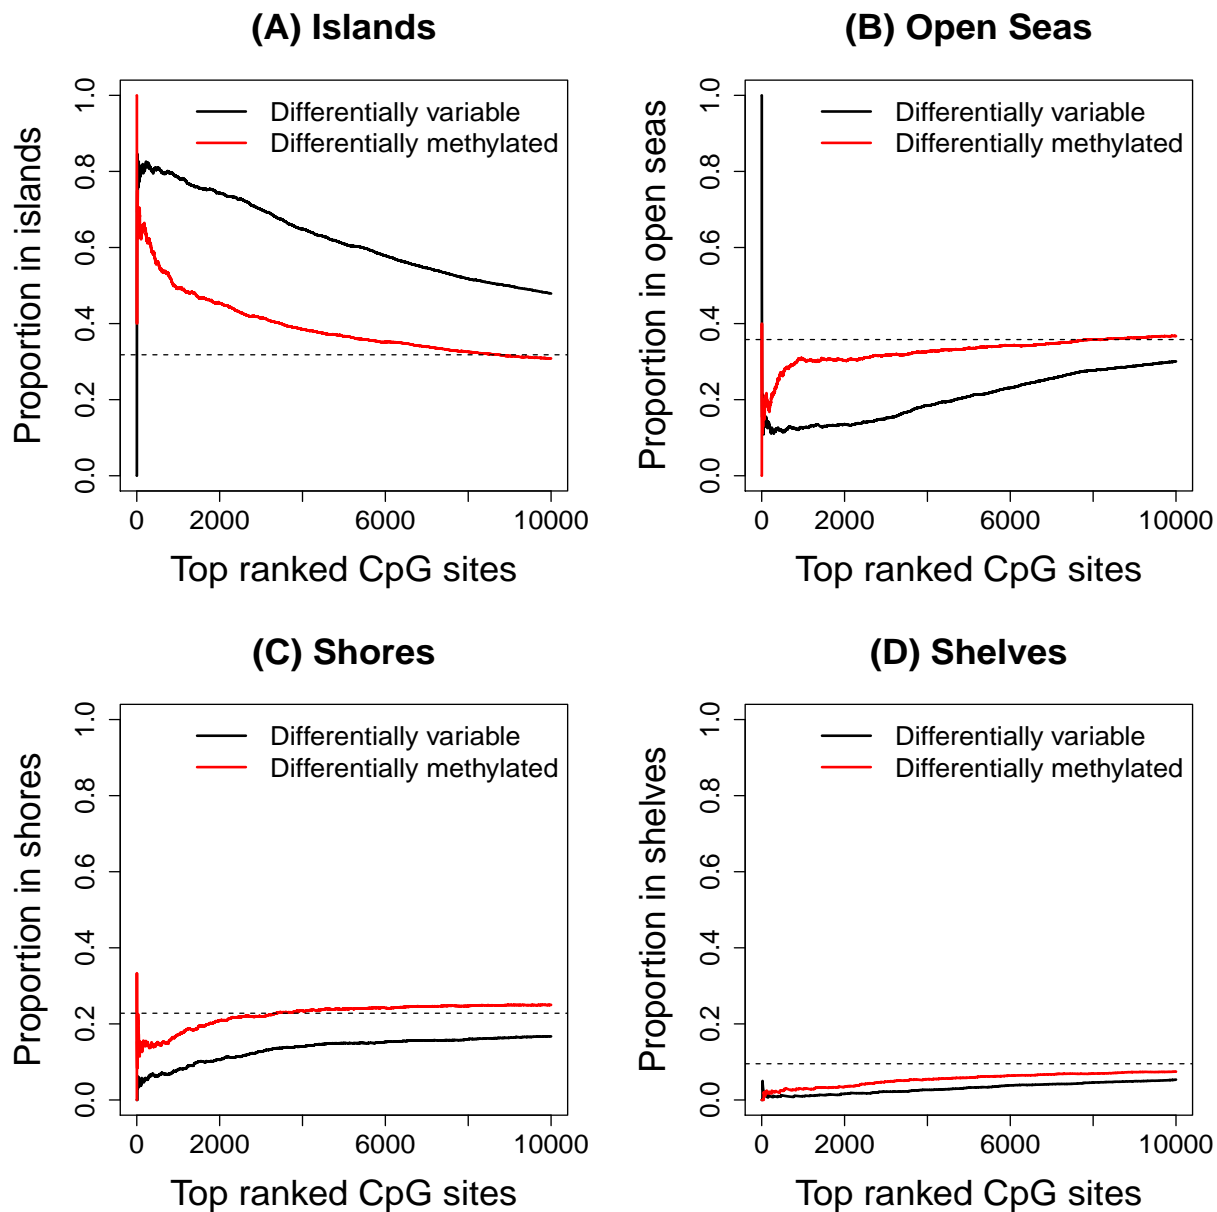 (A) Islands
Differentially variable
Differentially methylated
Proportion in islands
0.0 0.2 0.4 0.6 0.8 1.0
0 2000 6000 10000
Top ranked CpG sites
(B) Open Seas
Differentially variable
Differentially methylated
Proportion in open seas
0.0 0.2 0.4 0.6 0.8 1.0
0 2000 6000 10000
Top ranked CpG sites
(C) Shores
Differentially variable
Differentially methylated
Proportion in shores
0.0 0.2 0.4 0.6 0.8 1.0
0 2000 6000 10000
Top ranked CpG sites
(D) Shelves
Differentially variable
Differentially methylated
Proportion in shelves
0.0 0.2 0.4 0.6 0.8 1.0
0 2000 6000 10000
Top ranked CpG sites